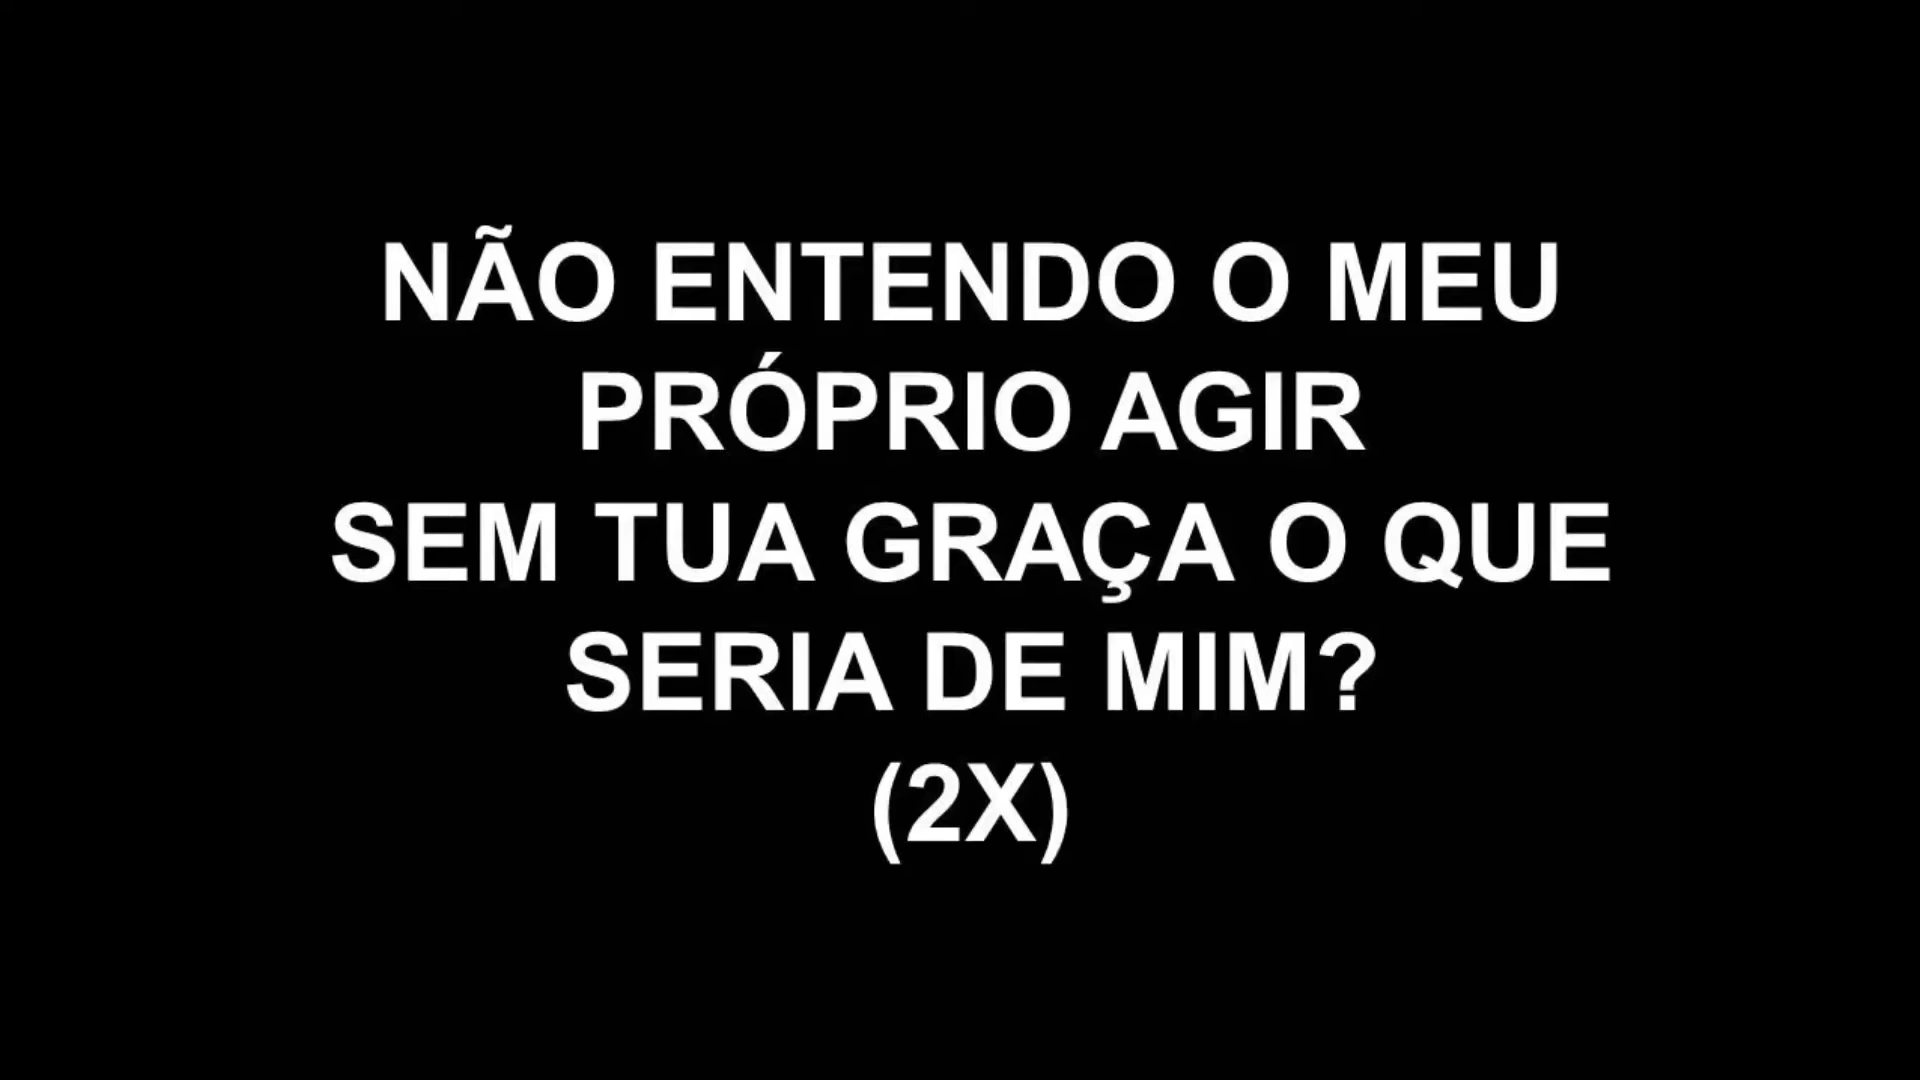 NÃO ENTENDO O MEU
PRÓPRIO AGIR
SEM TUA GRAÇA O QUE
SERIA DE MIM?
(2X)